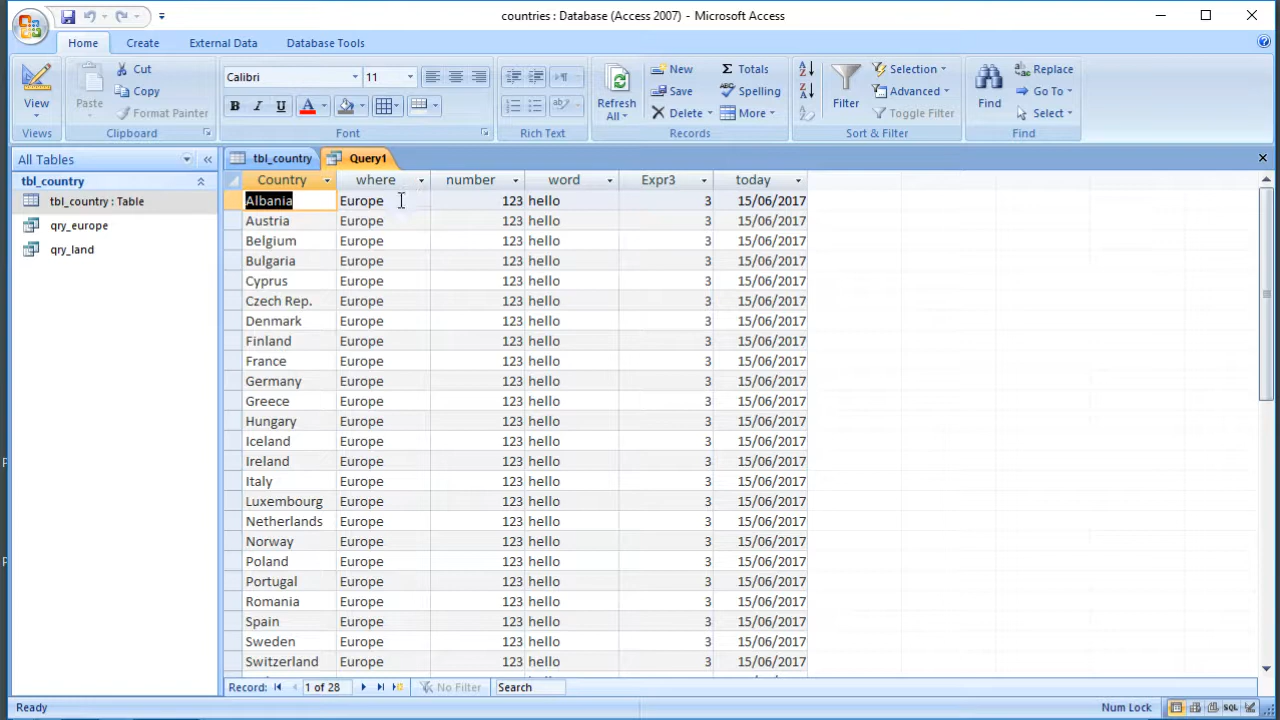 countries : Database (Access 2007) - Microsoft Access
Home Create External Data Database Tools
View Paste Cut Copy Format Painter Calibri 11 B I U A Refresh All New Save Delete Totals Spelling More Filter Selection Advanced Toggle Filter Find Replace Go To Select
Views Clipboard Font Rich Text Records Sort & Filter Find
All Tables
tbl_country
tbl_country : Table
qry_europe
qry_land
tbl_country Query1
Country where number word Expr3 today
Albania Europe 123 hello 3 15/06/2017
Austria Europe 123 hello 3 15/06/2017
Belgium Europe 123 hello 3 15/06/2017
Bulgaria Europe 123 hello 3 15/06/2017
Cyprus Europe 123 hello 3 15/06/2017
Czech Rep. Europe 123 hello 3 15/06/2017
Denmark Europe 123 hello 3 15/06/2017
Finland Europe 123 hello 3 15/06/2017
France Europe 123 hello 3 15/06/2017
Germany Europe 123 hello 3 15/06/2017
Greece Europe 123 hello 3 15/06/2017
Hungary Europe 123 hello 3 15/06/2017
Iceland Europe 123 hello 3 15/06/2017
Ireland Europe 123 hello 3 15/06/2017
Italy Europe 123 hello 3 15/06/2017
Luxembourg Europe 123 hello 3 15/06/2017
Netherlands Europe 123 hello 3 15/06/2017
Norway Europe 123 hello 3 15/06/2017
Poland Europe 123 hello 3 15/06/2017
Portugal Europe 123 hello 3 15/06/2017
Romania Europe 123 hello 3 15/06/2017
Spain Europe 123 hello 3 15/06/2017
Sweden Europe 123 hello 3 15/06/2017
Switzerland Europe 123 hello 3 15/06/2017
Record: 1 of 28 No Filter Search
Ready Num Lock SQL